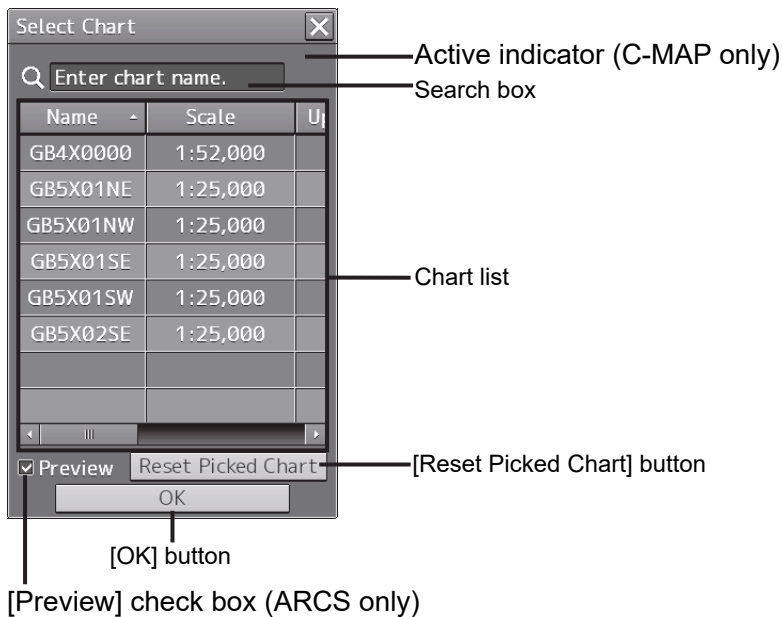 Select Chart
Active indicator (C-MAP only)
Enter chart name.
Search box
Name Scale Up
GB4X0000 1:52,000
GB5X01NE 1:25,000
GB5X01NW 1:25,000
GB5X01SE 1:25,000
Chart list
GB5X01SW 1:25,000
GB5X02SE 1:25,000
Preview Reset Picked Chart
[Reset Picked Chart] button
OK
[OK] button
[Preview] check box (ARCS only)